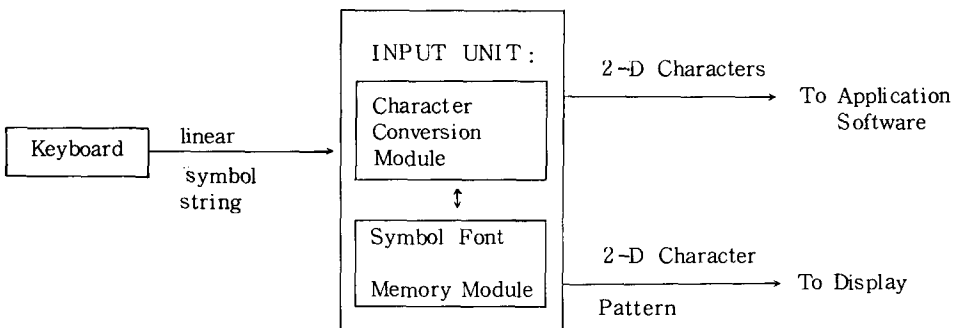 INPUT UNIT:
Character
Conversion
Module
Keyboard
linear
symbol
string
Symbol Font
Memory Module
2-D Characters
To Application
Software
2-D Character
Pattern
To Display